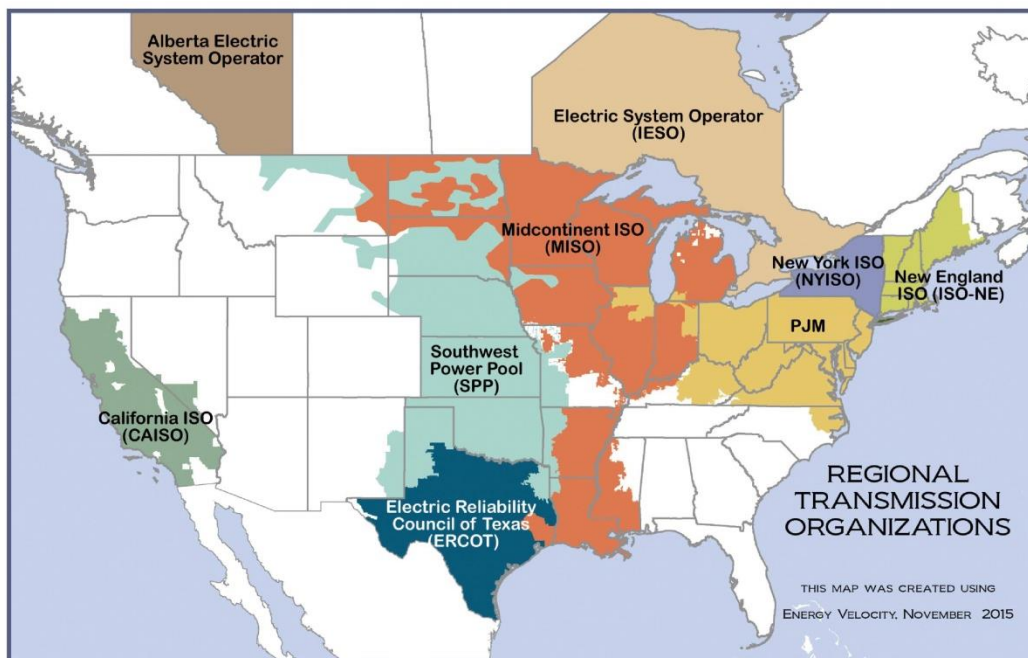 Alberta Electric
System Operator
Electric System Operator
(IESO)
Midcontinent ISO
(MISO)
New York ISO
(NYISO)
New England
ISO (ISO-NE)
PJM
Southwest
Power Pool
(SPP)
California ISO
(CAISO)
Electric Reliability
Council of Texas
(ERCOT)
REGIONAL
TRANSMISSION
ORGANIZATIONS
THIS MAP WAS CREATED USING
ENERGY VELOCITY, NOVEMBER 2015